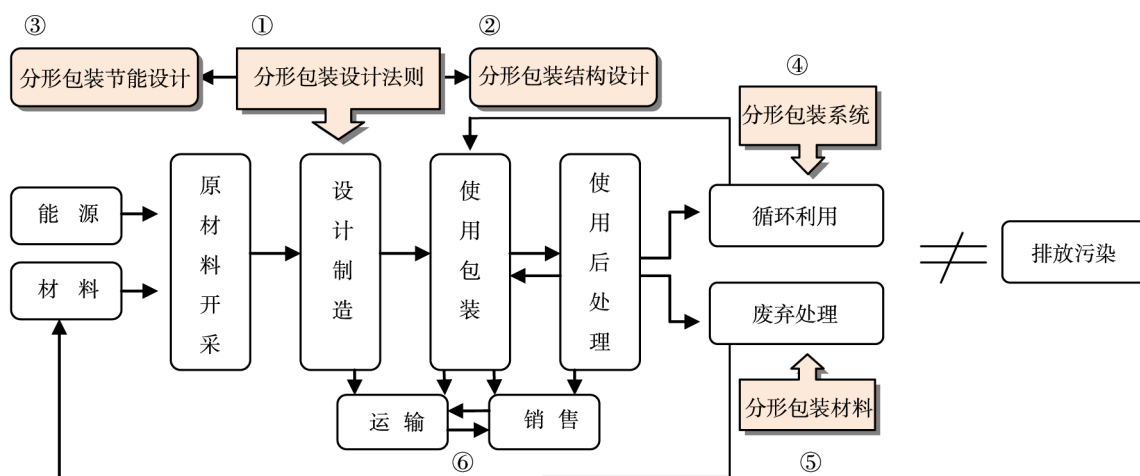 ③
①
②
④
分形包装节能设计
分形包装设计法则
分形包装结构设计
分形包装系统
能 源
材 料
原材料开采
设计制造
使用包装
使用后处理
循环利用
废弃处理
排放污染
运 输
销 售
分形包装材料
⑥
⑤